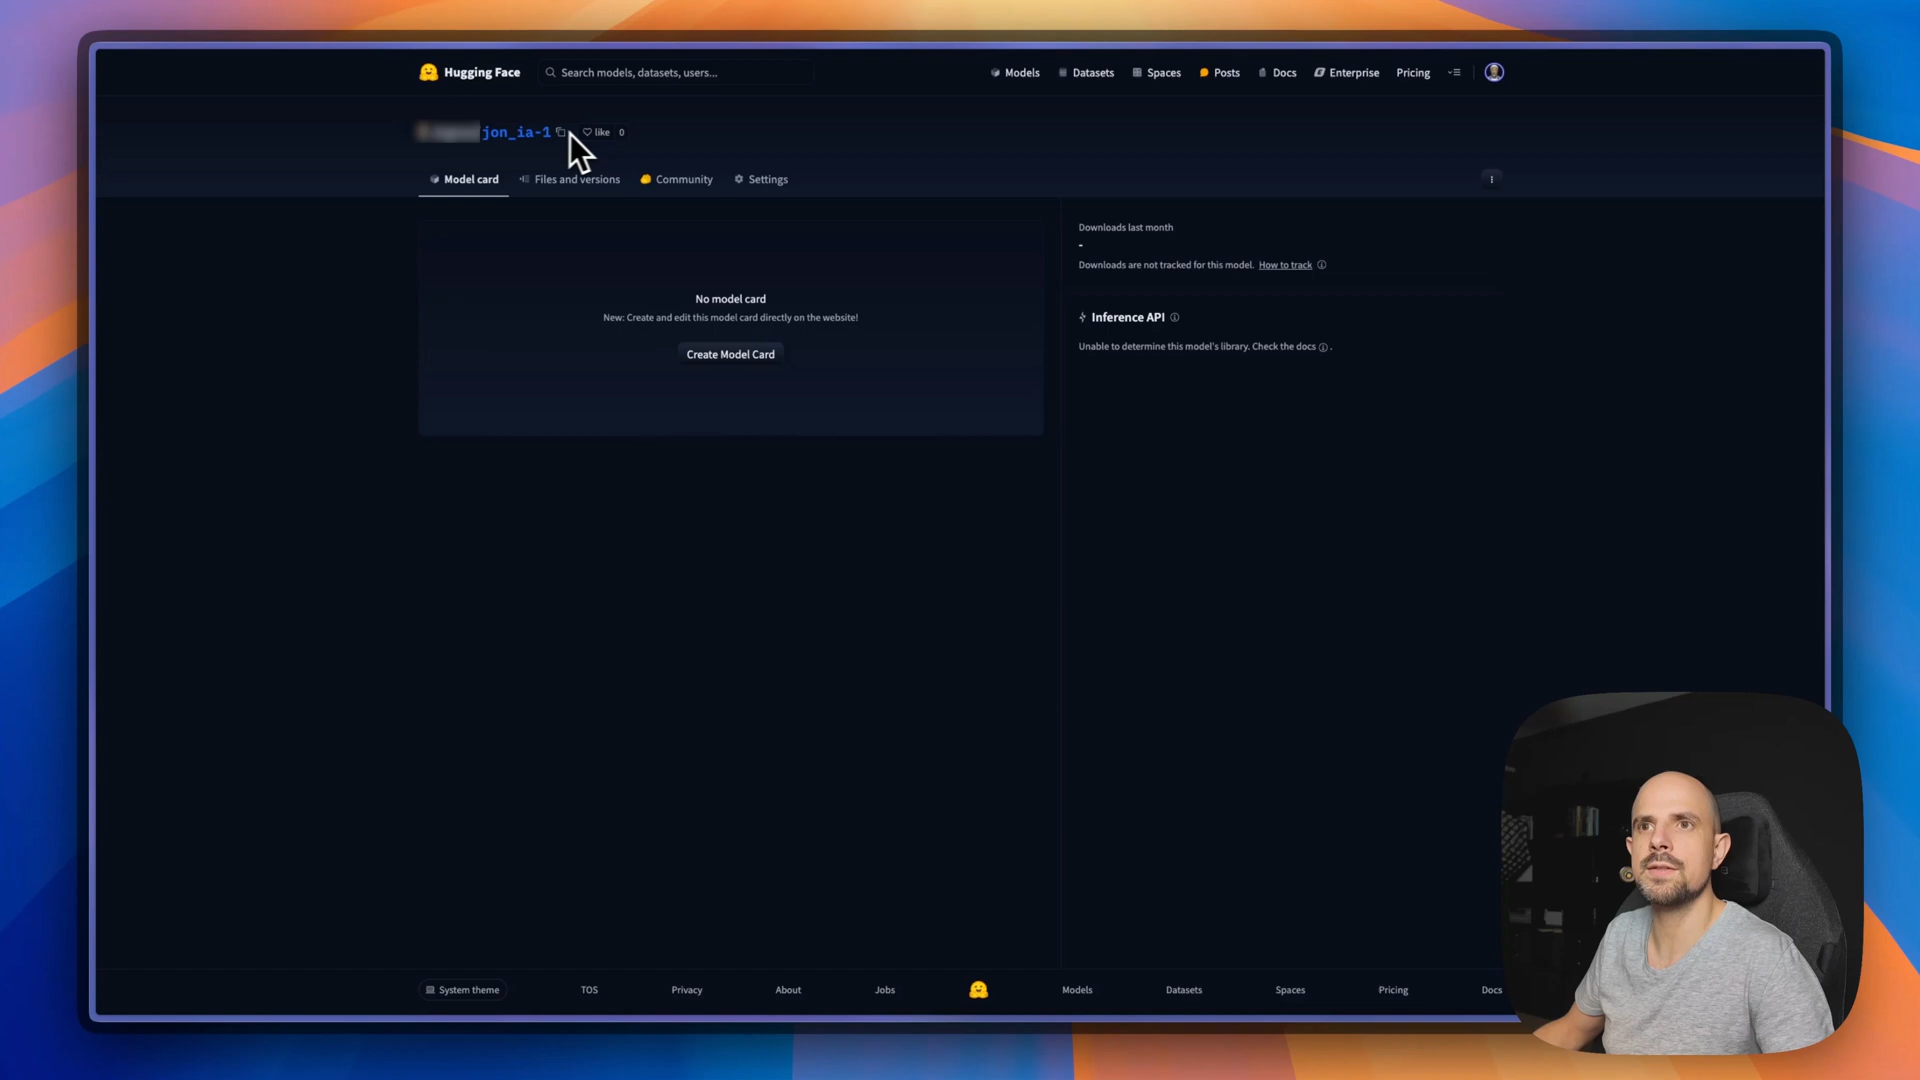 Hugging Face
Search models, datasets, users...
Models
Datasets
Spaces
Posts
Docs
Enterprise
Pricing
jon_ia-1
like
0
Model card
Files and versions
Community
Settings
No model card
New: Create and edit this model card directly on the website!
Create Model Card
Downloads last month
-
Downloads are not tracked for this model. How to track
Inference API
Unable to determine this model's library. Check the docs .
System theme
TOS
Privacy
About
Jobs
Models
Datasets
Spaces
Pricing
Docs